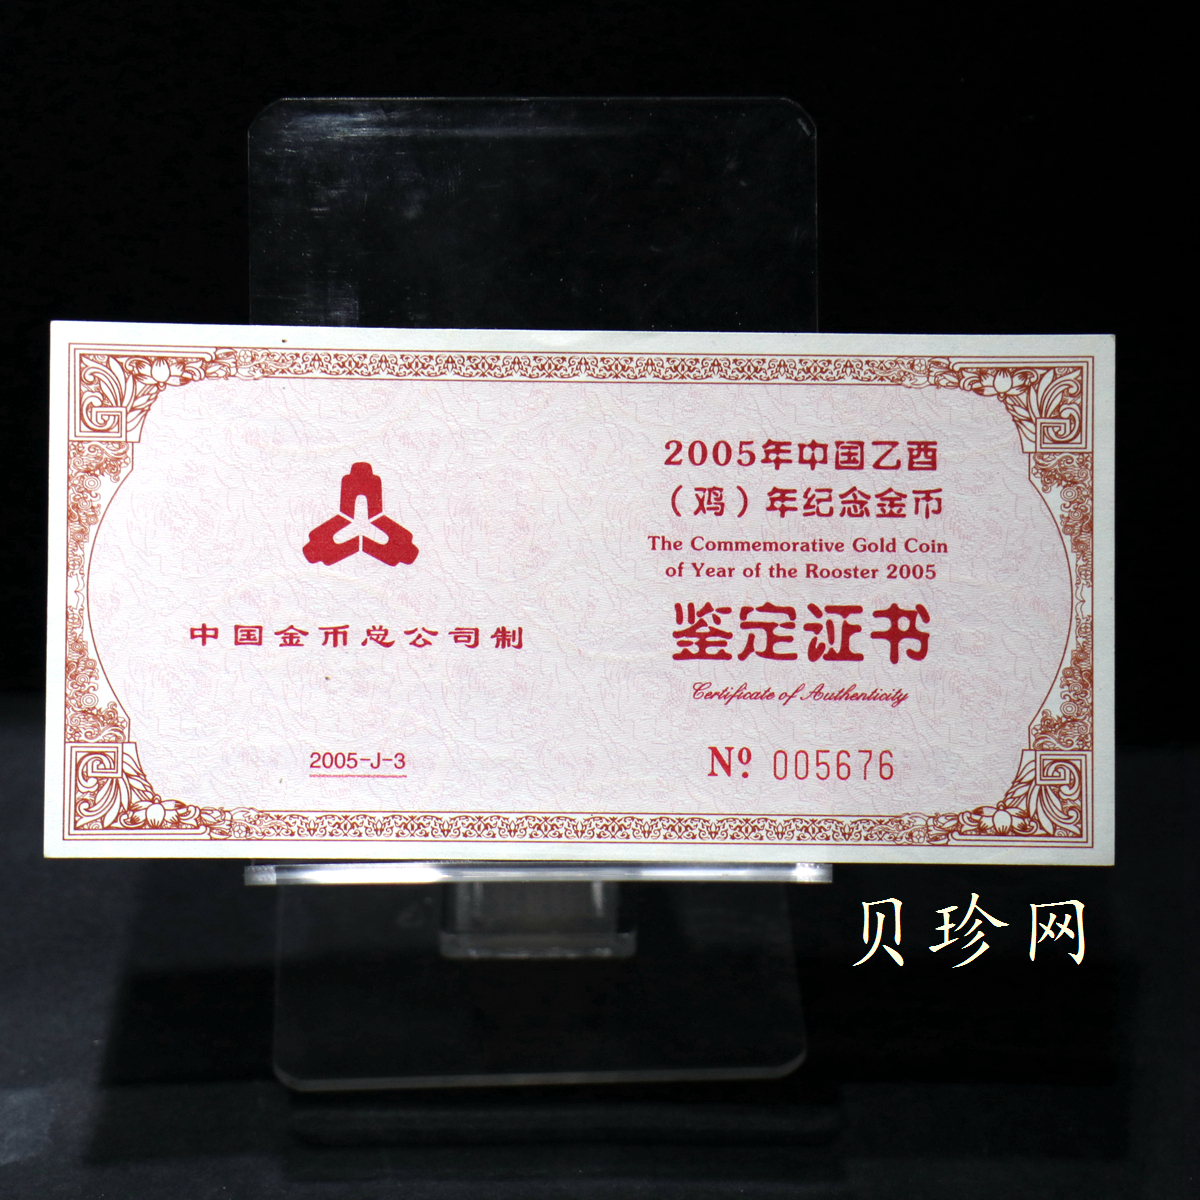 中国金币总公司制
2005-J-3
2005年中国乙酉
（鸡）年纪念金币
The Commemorative Gold Coin
of Year of the Rooster 2005
鉴定证书
Certificate of Authenticity
Nº 005676
贝珍网